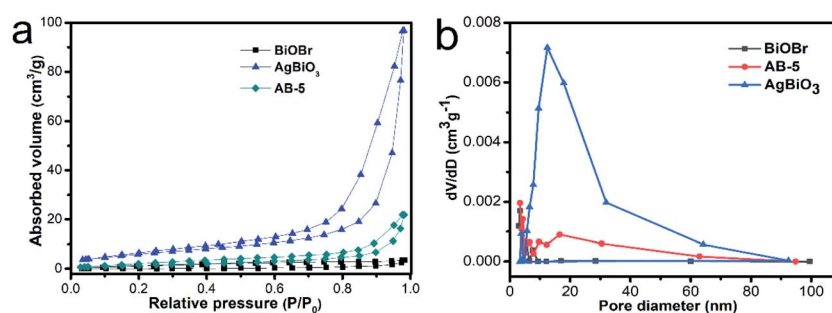 a
100
80
60
40
20
0
Absorbed volume (cm³/g)
BiOBr
AgBiO₃
AB-5
0.0 0.2 0.4 0.6 0.8 1.0
Relative pressure (P/P₀)
b
0.008
0.006
0.004
0.002
0.000
dV/dD (cm³g⁻¹)
BiOBr
AB-5
AgBiO₃
0 20 40 60 80 100
Pore diameter (nm)